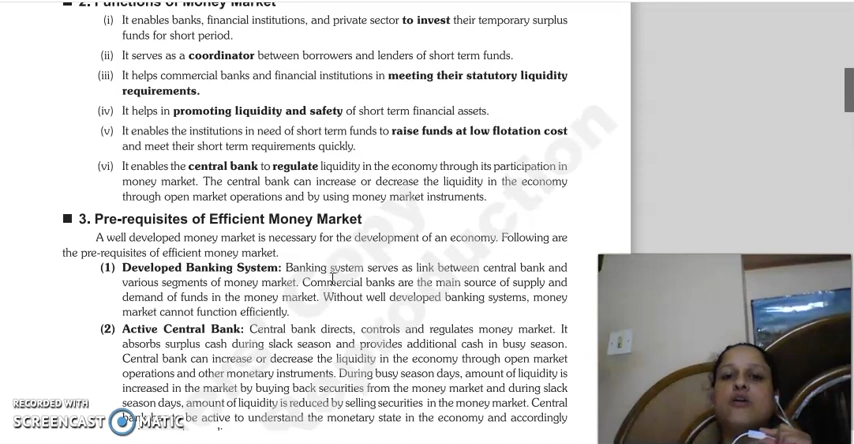 2. Functions of Money Market
(i) It enables banks, financial institutions, and private sector to invest their temporary surplus
funds for short period.
(ii) It serves as a coordinator between borrowers and lenders of short term funds.
(iii) It helps commercial banks and financial institutions in meeting their statutory liquidity
requirements.
(iv) It helps in promoting liquidity and safety of short term financial assets.
(v) It enables the institutions in need of short term funds to raise funds at low flotation cost
and meet their short term requirements quickly.
(vi) It enables the central bank to regulate liquidity in the economy through its participation in
money market. The central bank can increase or decrease the liquidity in the economy
through open market operations and by using money market instruments.
3. Pre-requisites of Efficient Money Market
A well developed money market is necessary for the development of an economy. Following are
the pre-requisites of efficient money market.
(1) Developed Banking System: Banking system serves as link between central bank and
various segments of money market. Commercial banks are the main source of supply and
demand of funds in the money market. Without well developed banking systems, money
market cannot function efficiently.
(2) Active Central Bank: Central bank directs, controls and regulates money market. It
absorbs surplus cash during slack season and provides additional cash in busy season.
Central bank can increase or decrease the liquidity in the economy through open market
operations and other monetary instruments. During busy season days, amount of liquidity is
increased in the market by buying back securities from the money market and during slack
season days, amount of liquidity is reduced by selling securities in the money market. Central
be active to understand the monetary state in the economy and accordingly
RECORDED WITH
SCREENCAST MATIC
Copy